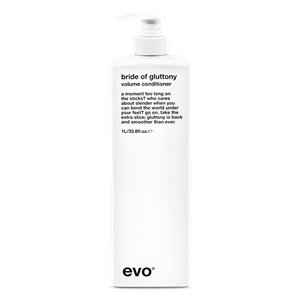 bride of gluttony
volume conditioner
a moment too long on
the sticks? who cares
about slender when you
can bend the world under
your feet? go on, take the
extra slice; gluttony is back
and smoother than ever.
1L/33.8fl.oz.℮
evo®